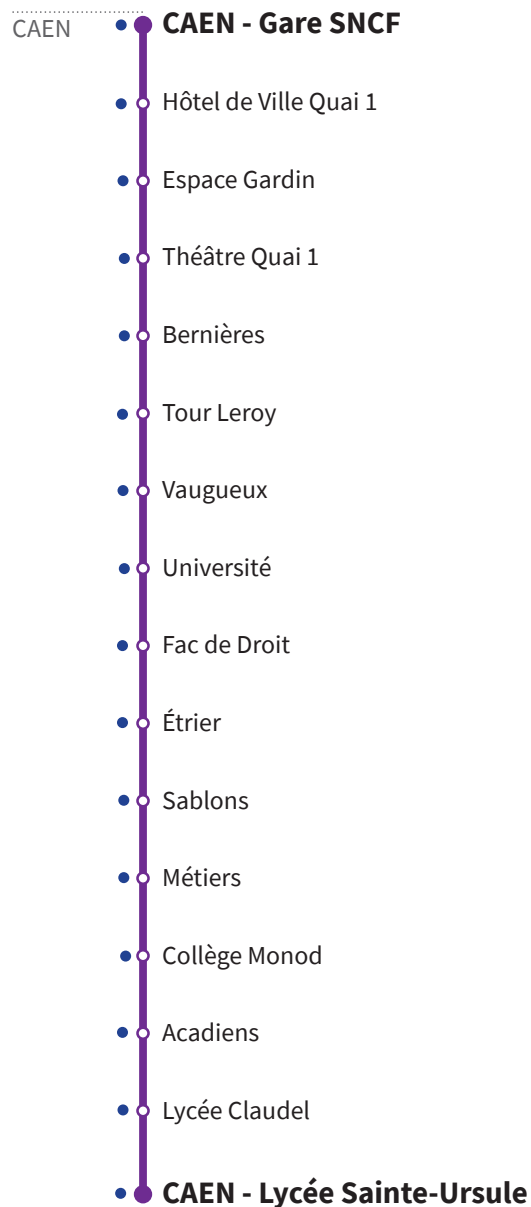 CAEN
CAEN - Gare SNCF
Hôtel de Ville Quai 1
Espace Gardin
Théâtre Quai 1
Bernières
Tour Leroy
Vaugueux
Université
Fac de Droit
Étrier
Sablons
Métiers
Collège Monod
Acadiens
Lycée Claudel
CAEN - Lycée Sainte-Ursule